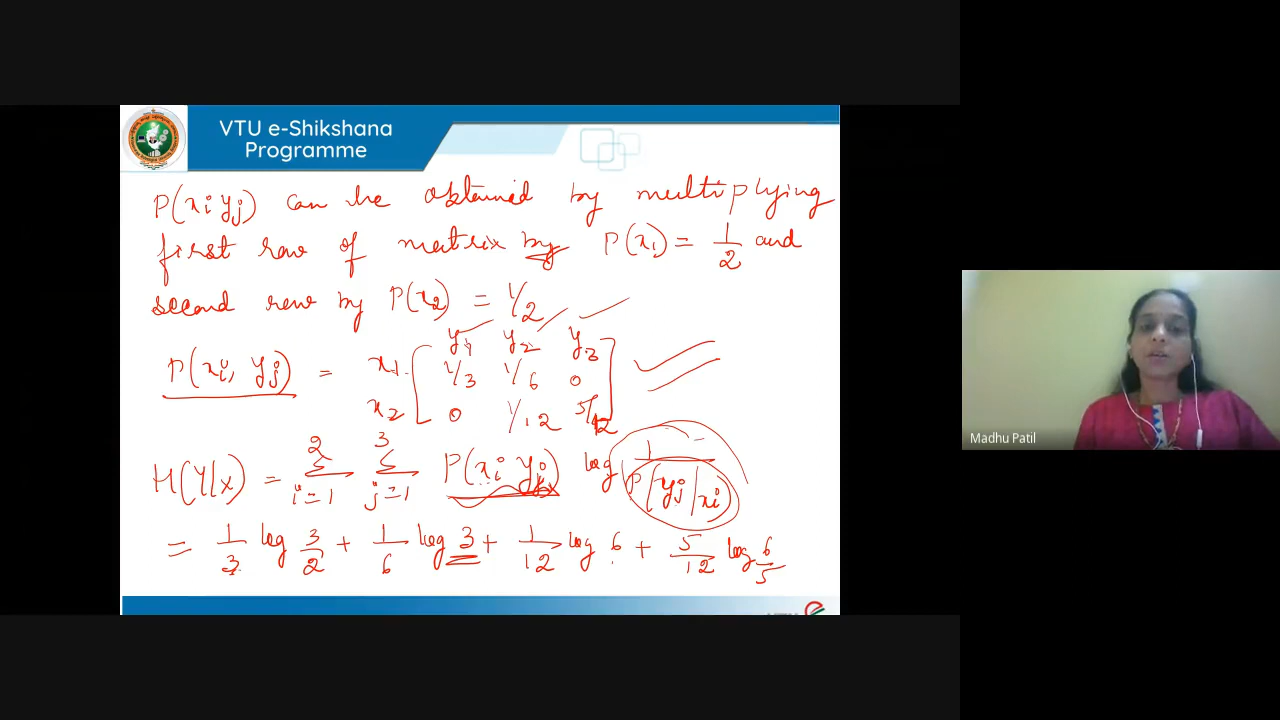 VTU e-Shikshana
Programme
P(xi yj) can be obtained by multiplying
first row of matrix by P(x1) = 1/2 and
second row by P(x2) = 1/2
y1 y2 y3
P(xi, yj) = x1 [ 1/3 1/6 0
x2 0 1/12 5/12 ]
H(Y|X) = 2 Σ i=1 3 Σ j=1 P(xi yj) log 1/P(yj|xi)
= 1/3 log 3/2 + 1/6 log 3 + 1/12 log 6 + 5/12 log 6/5
Madhu Patil